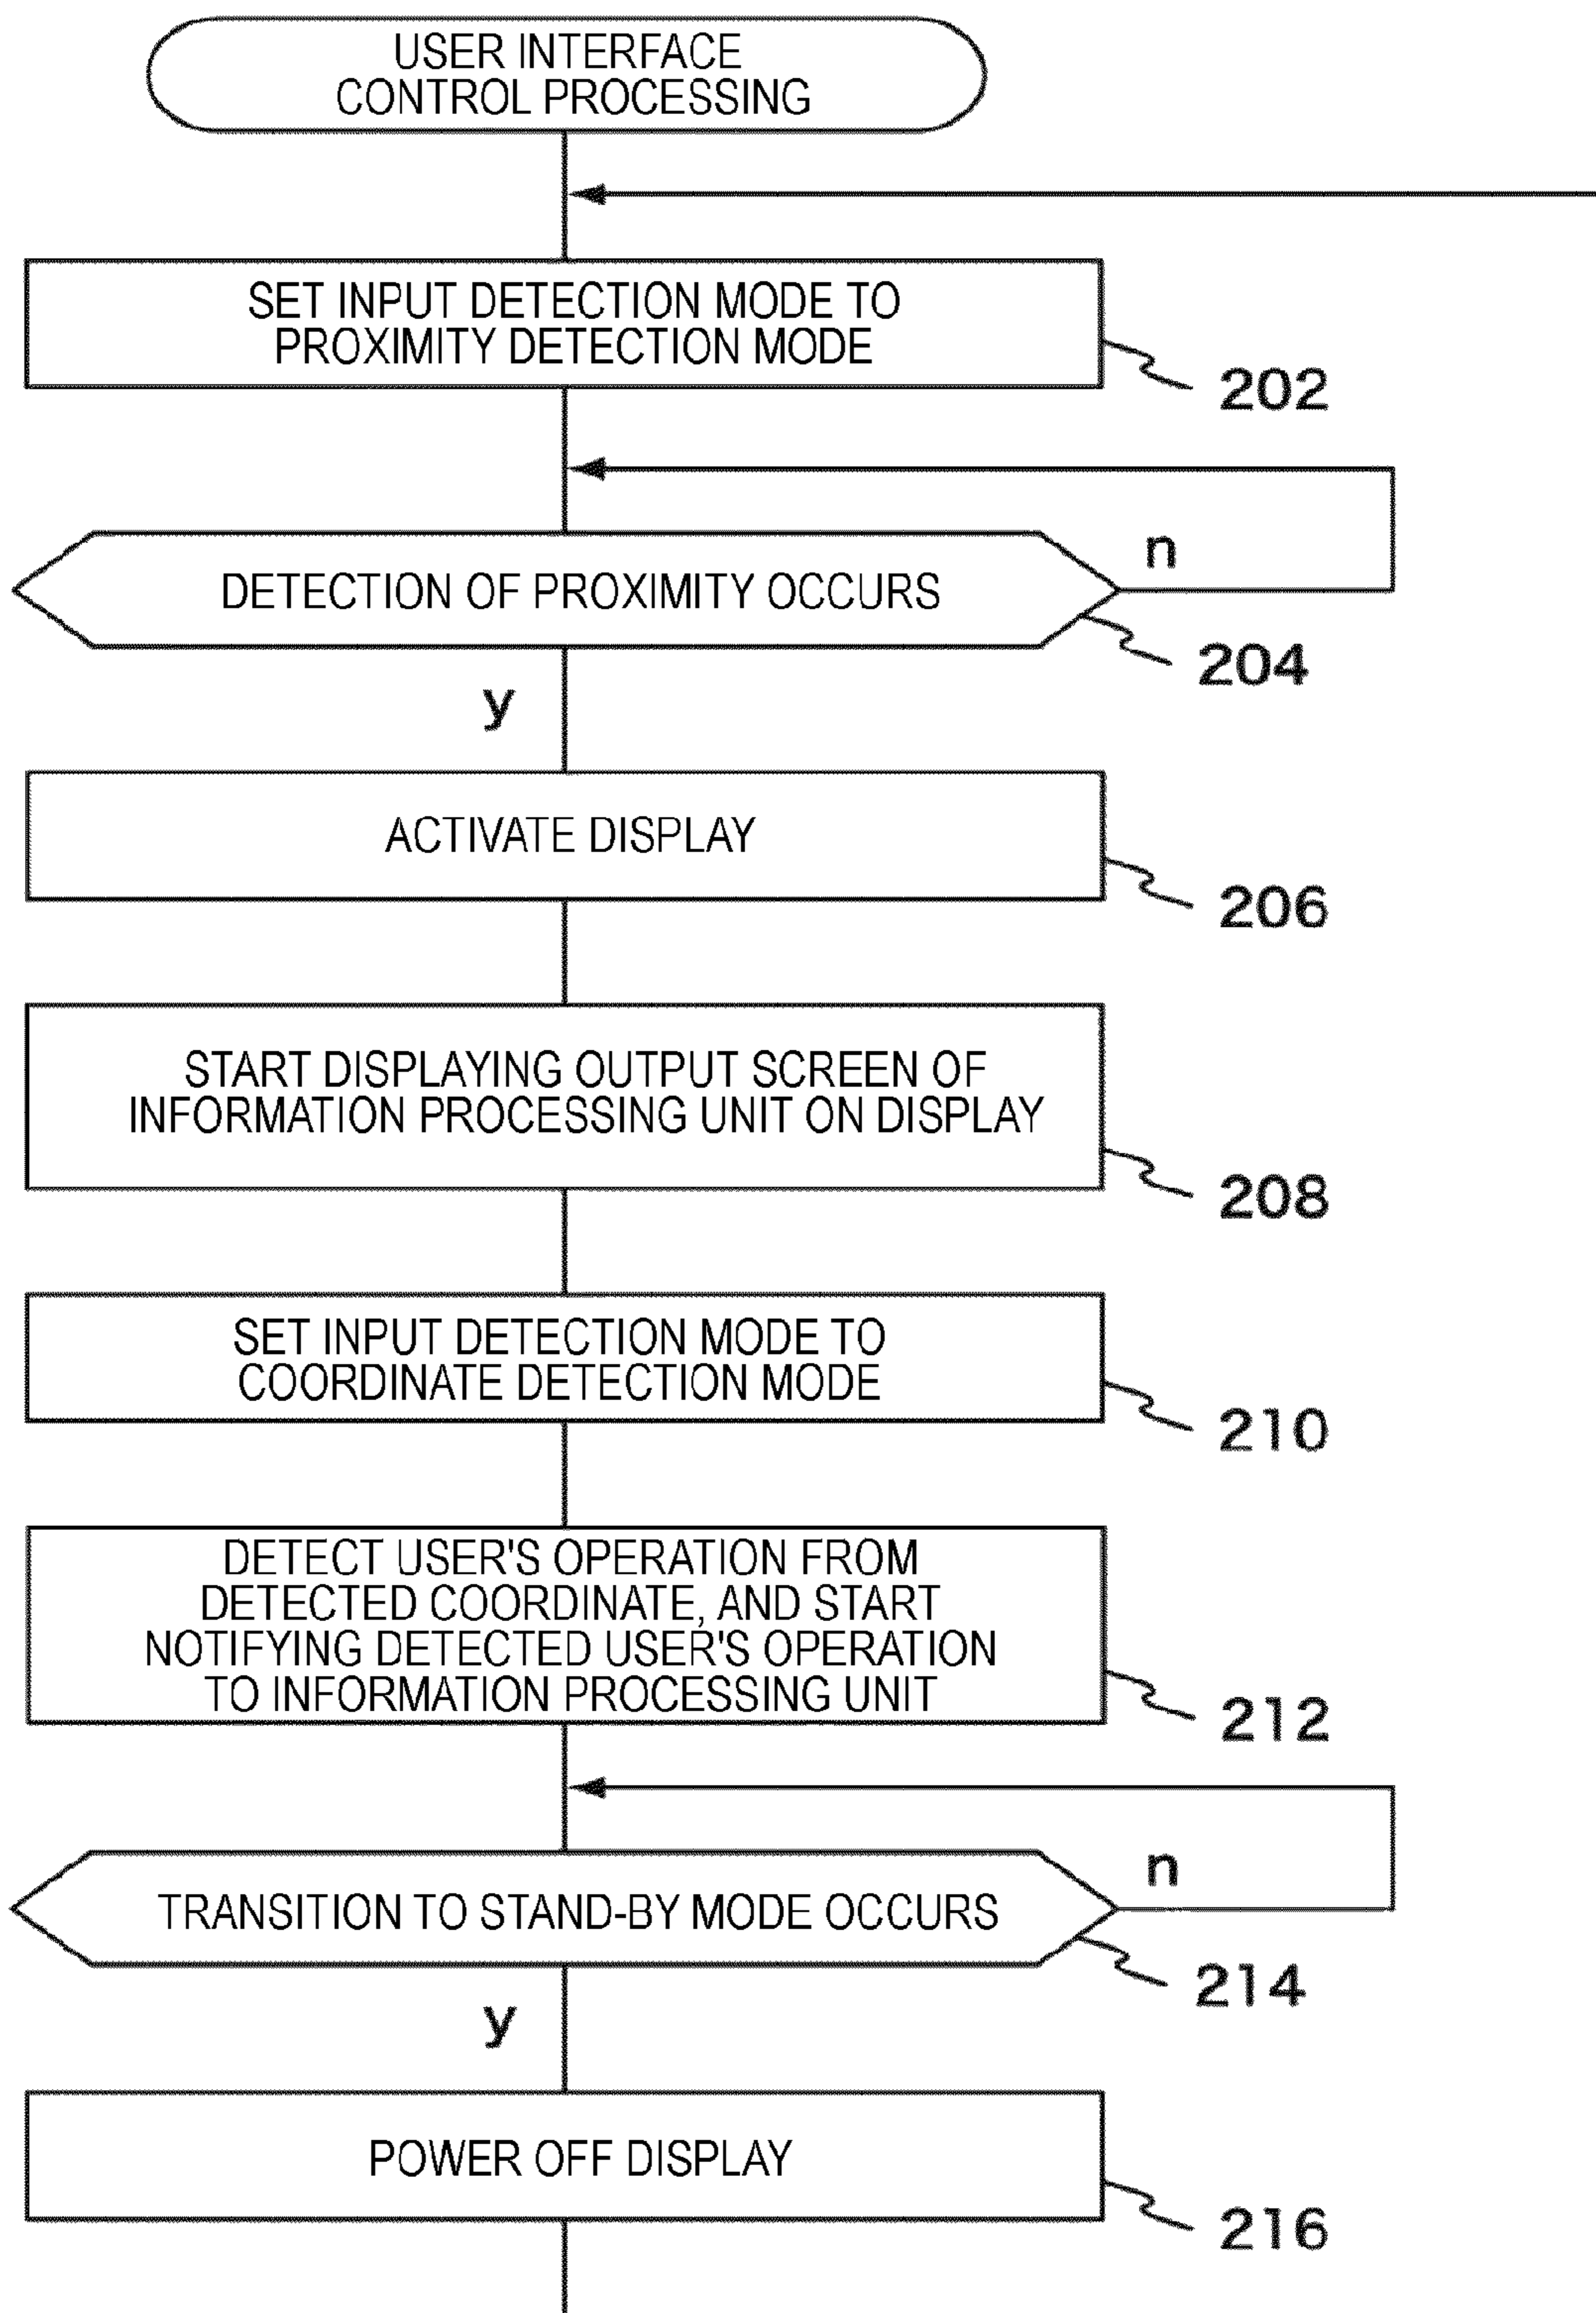 USER INTERFACE
CONTROL PROCESSING
SET INPUT DETECTION MODE TO
PROXIMITY DETECTION MODE
202
n
DETECTION OF PROXIMITY OCCURS
204
y
ACTIVATE DISPLAY
206
START DISPLAYING OUTPUT SCREEN OF
INFORMATION PROCESSING UNIT ON DISPLAY
208
SET INPUT DETECTION MODE TO
COORDINATE DETECTION MODE
210
DETECT USER'S OPERATION FROM
DETECTED COORDINATE, AND START
NOTIFYING DETECTED USER'S OPERATION
TO INFORMATION PROCESSING UNIT
212
n
TRANSITION TO STAND-BY MODE OCCURS
214
y
POWER OFF DISPLAY
216